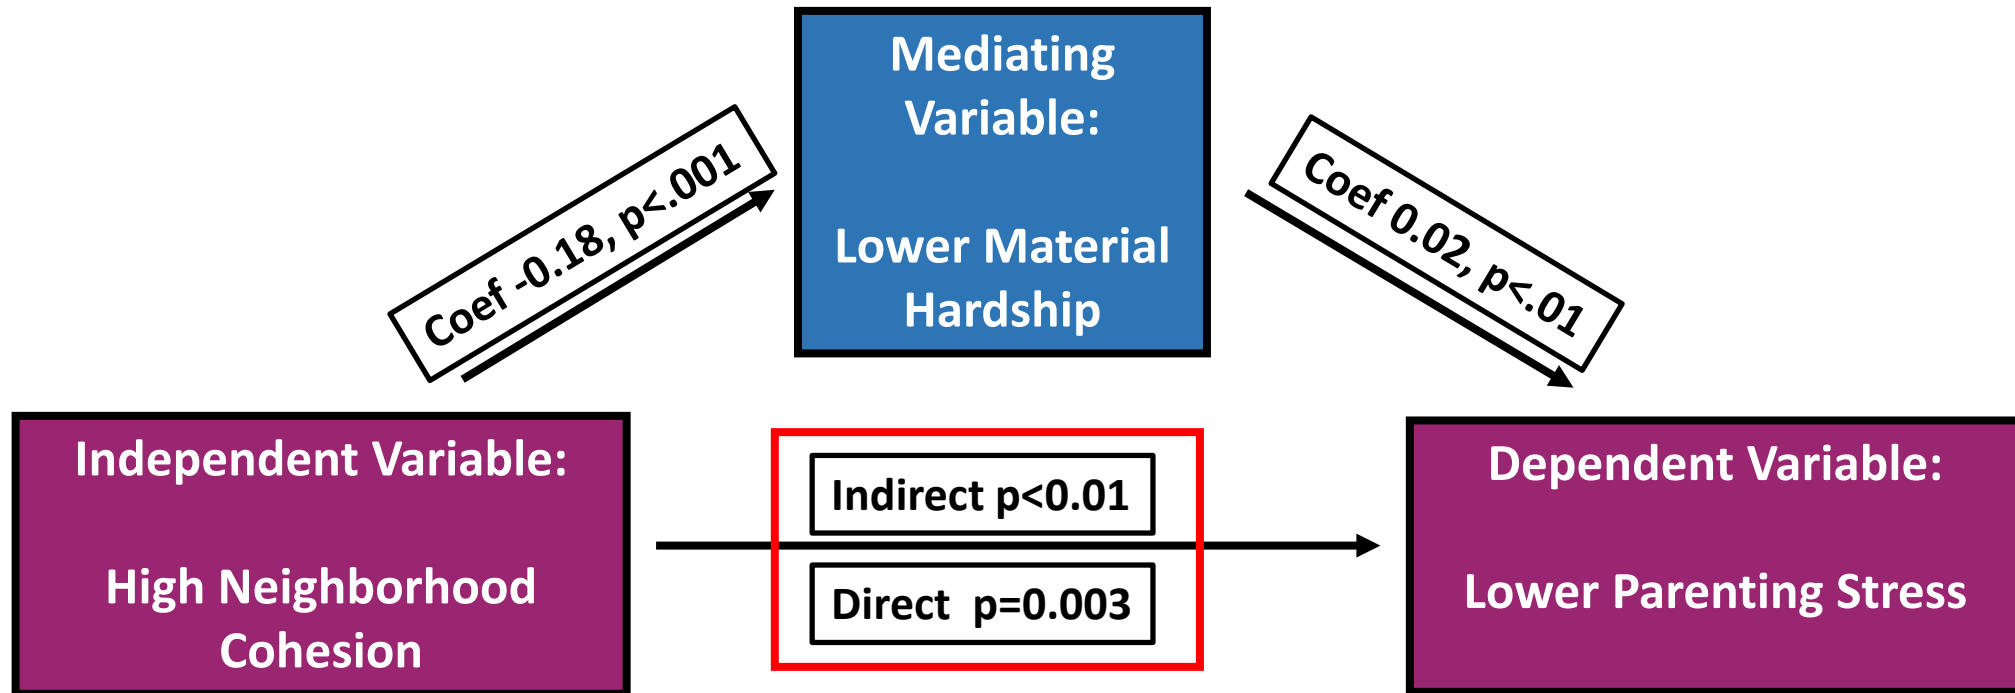 Mediating
Variable:
Lower Material
Hardship
Coef -0.18, p<.001
Coef 0.02, p<.01
Independent Variable:
High Neighborhood
Cohesion
Indirect p<0.01
Direct  p=0.003
Dependent Variable:
Lower Parenting Stress